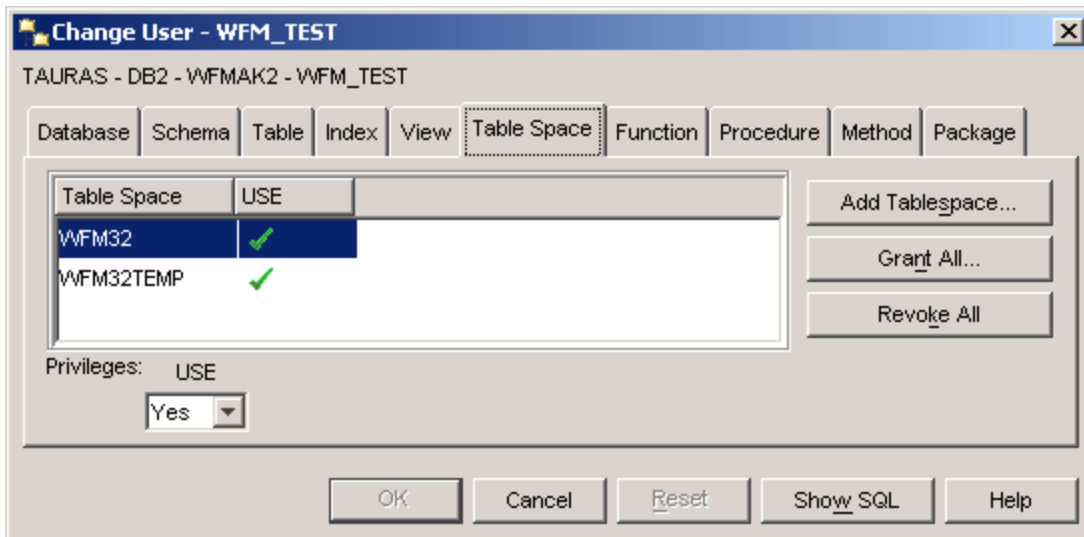 Change User - WFM_TEST
TAURAS - DB2 - WFMAK2 - WFM_TEST
Database Schema Table Index View Table Space Function Procedure Method Package
Table Space USE
WFM32
WFM32TEMP
Add Tablespace...
Grant All...
Revoke All
Privileges: USE
Yes
OK Cancel Reset Show SQL Help